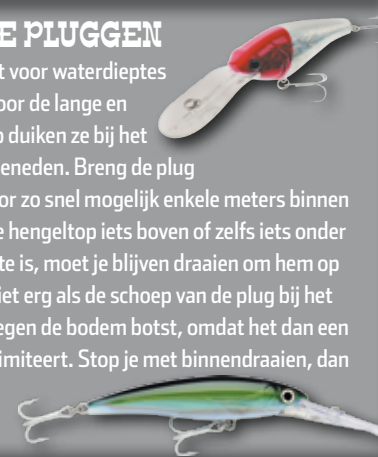 E PLUGGEN
t voor waterdieptes
oor de lange en
o duiken ze bij het
eneden. Breng de plug
or zo snel mogelijk enkele meters binnen
e hengeltop iets boven of zelfs iets onder
te is, moet je blijven draaien om hem op
iet erg als de schoep van de plug bij het
egen de bodem botst, omdat het dan een
imiteert. Stop je met binnendraaien, dan